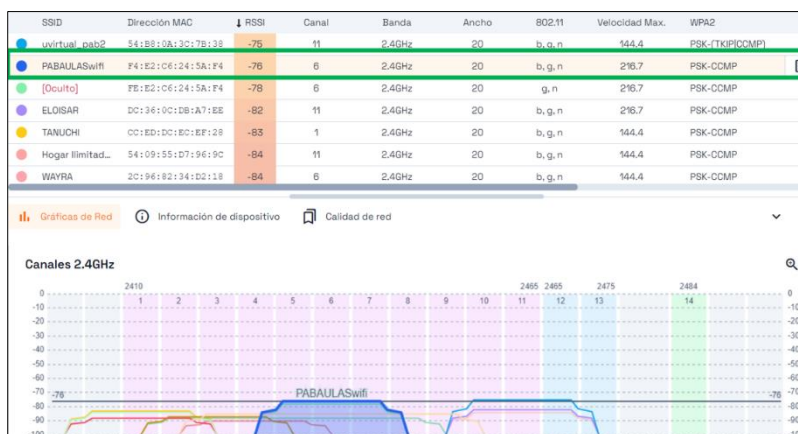 SSID Dirección MAC ↓ RSSI Canal Banda Ancho 802.11 Velocidad Max. WPA2
uvirtual_pab2 54:B8:0A:3C:7B:38 -75 11 2.4GHz 20 b, g, n 144.4 PSK-(TKIP|CCMP)
PABAULASwifi F4:E2:C6:24:5A:F4 -76 6 2.4GHz 20 b, g, n 216.7 PSK-CCMP
[Oculto] FE:E2:C6:24:5A:F4 -78 6 2.4GHz 20 g, n 216.7 PSK-CCMP
ELOISAR DC:36:0C:DB:A7:EE -82 11 2.4GHz 20 b, g, n 216.7 PSK-CCMP
TANUCHI CC:ED:DC:EC:EF:28 -83 1 2.4GHz 20 b, g, n 144.4 PSK-CCMP
Hogar Ilimitad... 54:09:55:D7:96:9C -84 11 2.4GHz 20 b, g, n 144.4 PSK-CCMP
WAYRA 2C:96:82:34:D2:18 -84 6 2.4GHz 20 b, g, n 144.4 PSK-CCMP
Gráficas de Red Información de dispositivo Calidad de red
Canales 2.4GHz
2410 2465 2465 2475 2484
0 1 2 3 4 5 6 7 8 9 10 11 12 13 14 0
-10
-20
-30
-40
-50
-60
-70 -76 PABAULASwifi -76
-80
-90